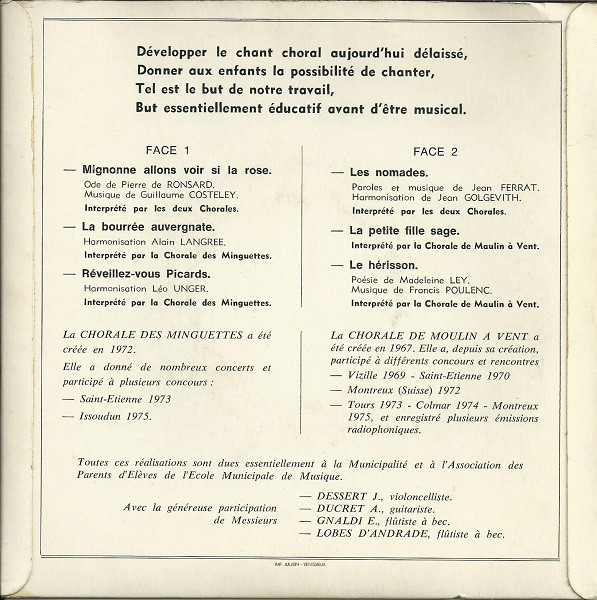 Développer le chant choral aujourd'hui délaissé,
Donner aux enfants la possibilité de chanter,
Tel est le but de notre travail,
But essentiellement éducatif avant d'être musical.
FACE 1
— Mignonne allons voir si la rose.
Ode de Pierre de RONSARD.
Musique de Guillaume COSTELEY.
Interprété par les deux Chorales.
— La bourrée auvergnate.
Harmonisation Alain LANGREE.
Interprété par la Chorale des Minguettes.
— Réveillez-vous Picards.
Harmonisation Léo UNGER.
Interprété par la Chorale des Minguettes.
La CHORALE DES MINGUETTES a été
créée en 1972.
Elle a donné de nombreux concerts et
participé à plusieurs concours :
— Saint-Etienne 1973
— Issoudun 1975.
FACE 2
— Les nomades.
Paroles et musique de Jean FERRAT.
Harmonisation de Jean GOLGEVITH.
Interprété par les deux Chorales.
— La petite fille sage.
Interprété par la Chorale de Maulin à Vent.
— Le hérisson.
Poésie de Madeleine LEY.
Musique de Francis POULENC.
Interprété par la Chorale de Maulin à Vent.
La CHORALE DE MOULIN A VENT a
été créée en 1967. Elle a, depuis sa création,
participé à différents concours et rencontres
— Vizille 1969 - Saint-Etienne 1970
— Montreux (Suisse) 1972
— Tours 1973 - Colmar 1974 - Montreux
1975, et enregistré plusieurs émissions
radiophoniques.
Toutes ces réalisations sont dues essentiellement à la Municipalité et à l'Association des
Parents d'Elèves de l'Ecole Municipale de Musique.
Avec la généreuse participation
de Messieurs
— DESSERT J., violoncelliste.
— DUCRET A., guitariste.
— GNALDI E., flûtiste à bec.
— LOBES D'ANDRADE, flûtiste à bec.
IMP. JULLIEN - VENISSIEUX